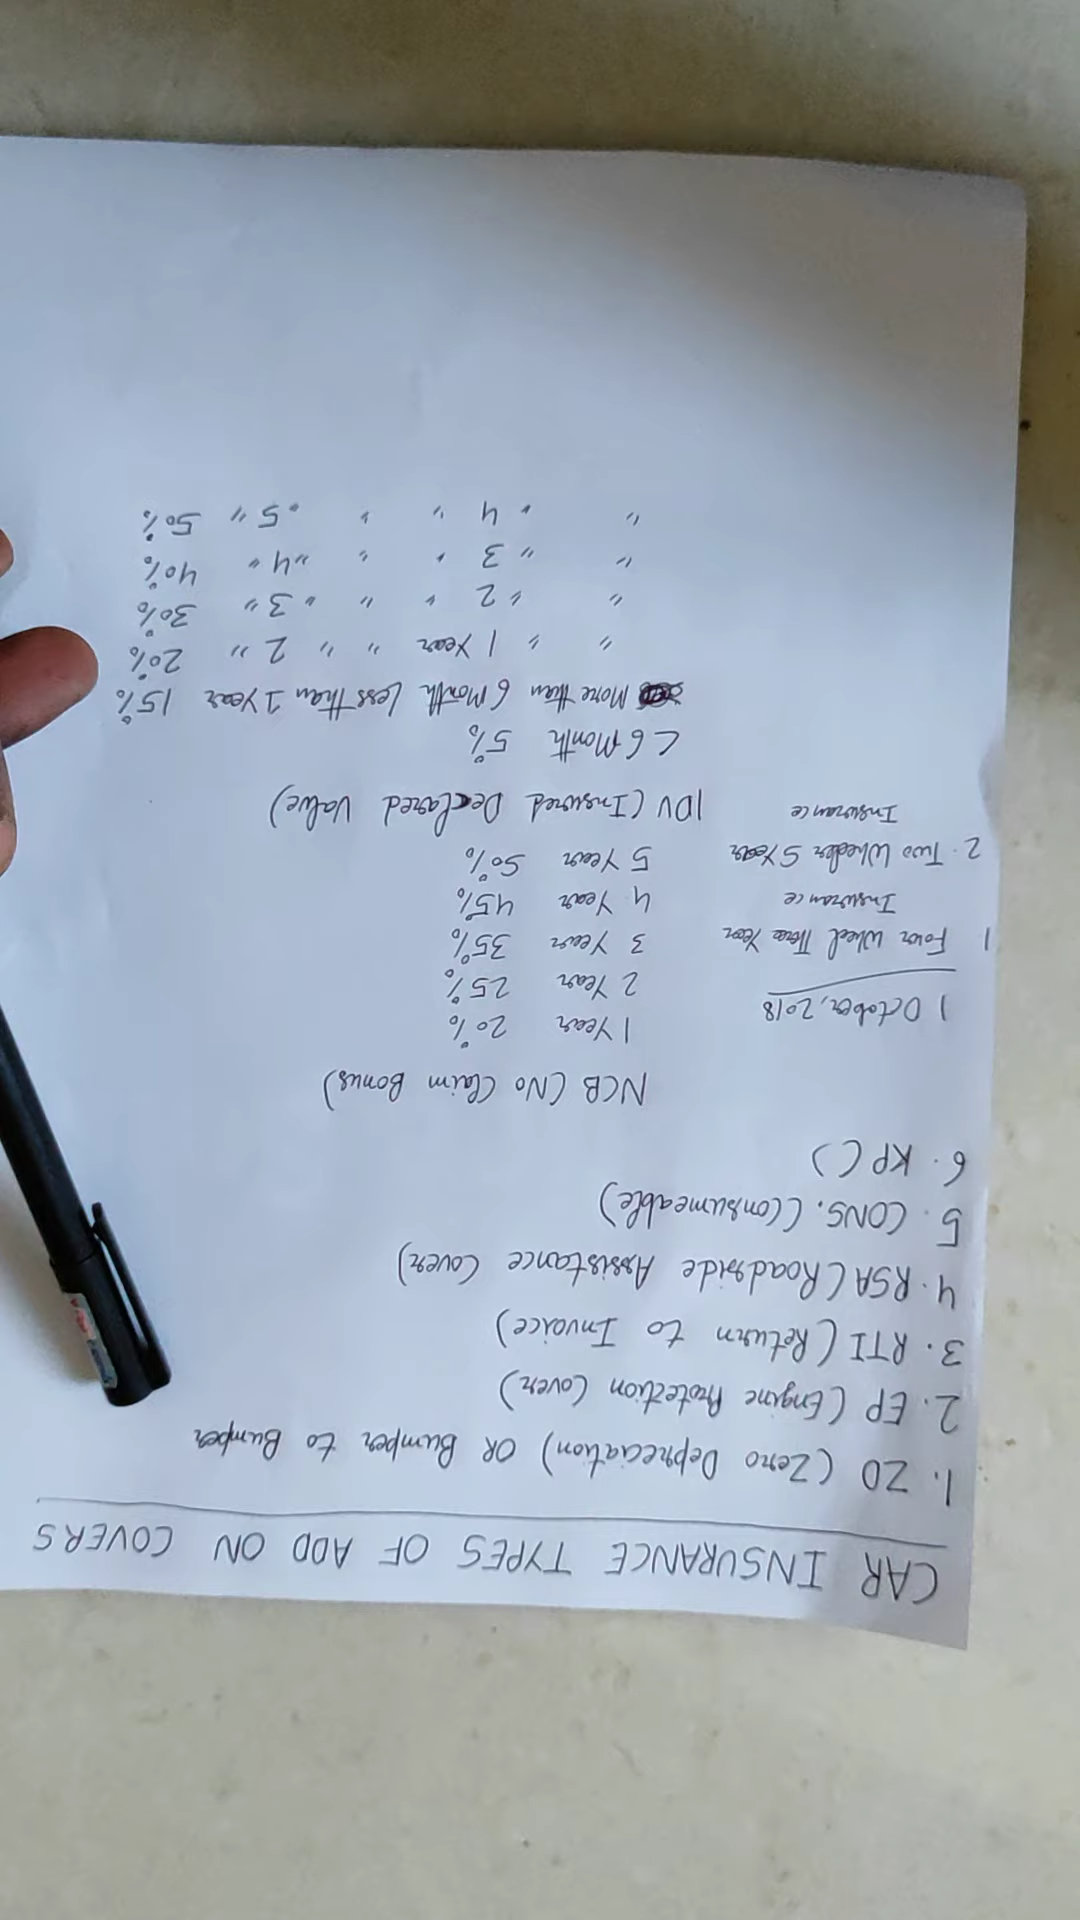 CAR INSURANCE TYPES OF ADD ON COVERS
1. ZD (Zero Depreciation) OR Bumper to Bumper
2. EP (Engine Protection Cover)
3. RTI (Return to Invoice)
4. RSA (Roadside Assistance Cover)
5. CONS. (Consumeable)
6. KP ( )
NCB (No Claim Bonus)
1 Year 20%
2 Year 25%
3 Year 35%
4 Year 45%
5 Year 50%
1 October, 2018
1 Four Wheel Three Year
Insurance
2. Two Wheeler 5 Year
Insurance
IDV (Insured Declared Value)
< 6 Month 5%
More than 6 Month Less than 1 Year 15%
" " 1 Year " " 2 " 20%
" " 2 " " " 3 " 30%
" " 3 " " " 4 " 40%
" " 4 " " " 5 " 50%